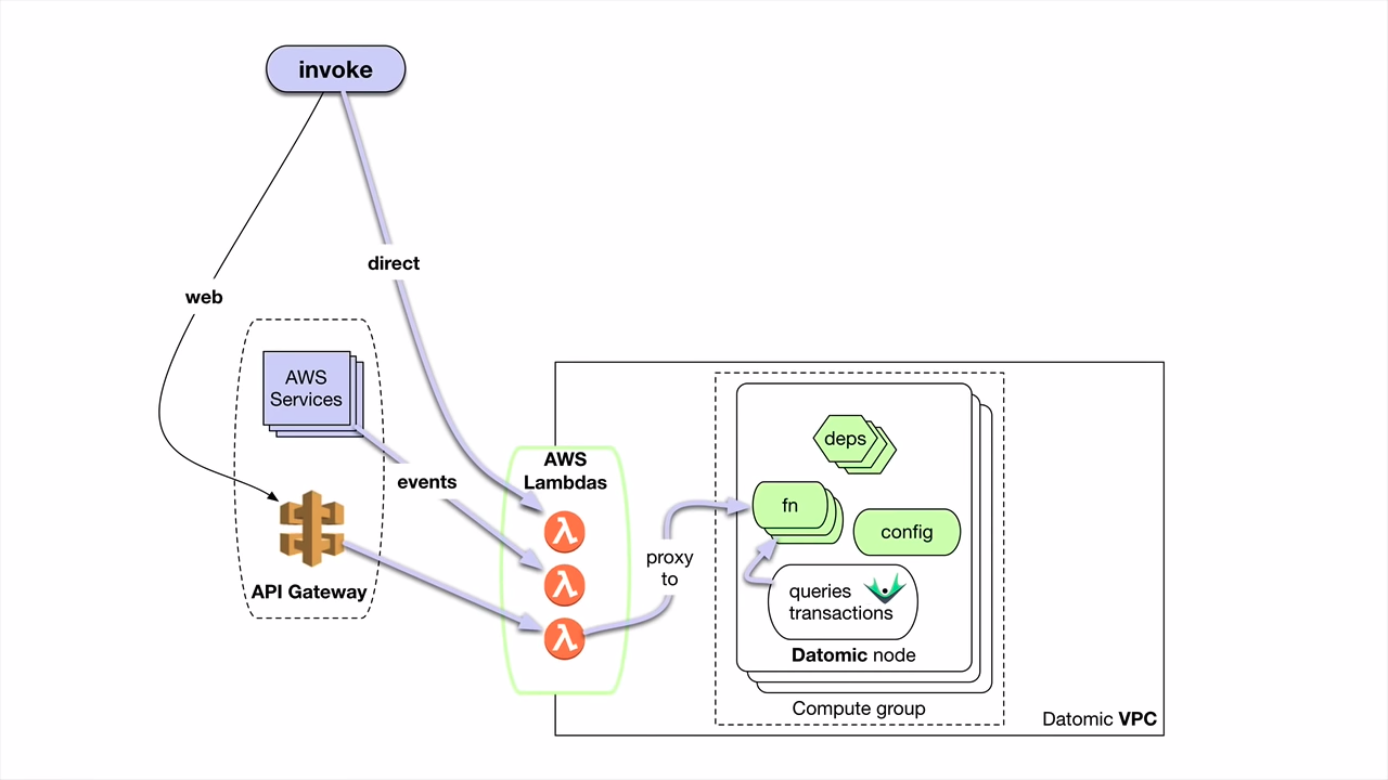 invoke
direct
web
AWS
Services
events
API Gateway
AWS
Lambdas
λ
λ
λ
proxy
to
deps
fn
config
queries
transactions
Datomic node
Compute group
Datomic VPC